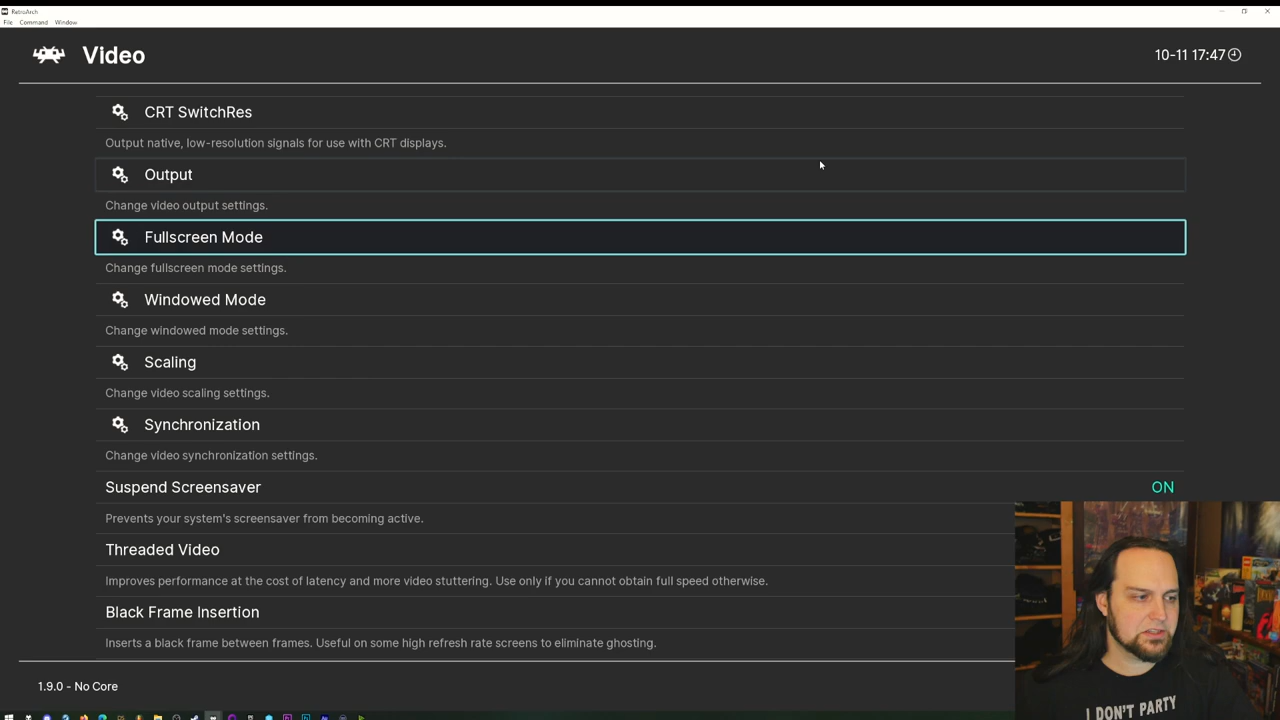 RetroArch
File Command Window
Video
10-11 17:47
CRT SwitchRes
Output native, low-resolution signals for use with CRT displays.
Output
Change video output settings.
Fullscreen Mode
Change fullscreen mode settings.
Windowed Mode
Change windowed mode settings.
Scaling
Change video scaling settings.
Synchronization
Change video synchronization settings.
Suspend Screensaver ON
Prevents your system's screensaver from becoming active.
Threaded Video
Improves performance at the cost of latency and more video stuttering. Use only if you cannot obtain full speed otherwise.
Black Frame Insertion
Inserts a black frame between frames. Useful on some high refresh rate screens to eliminate ghosting.
1.9.0 - No Core
I DON'T PARTY